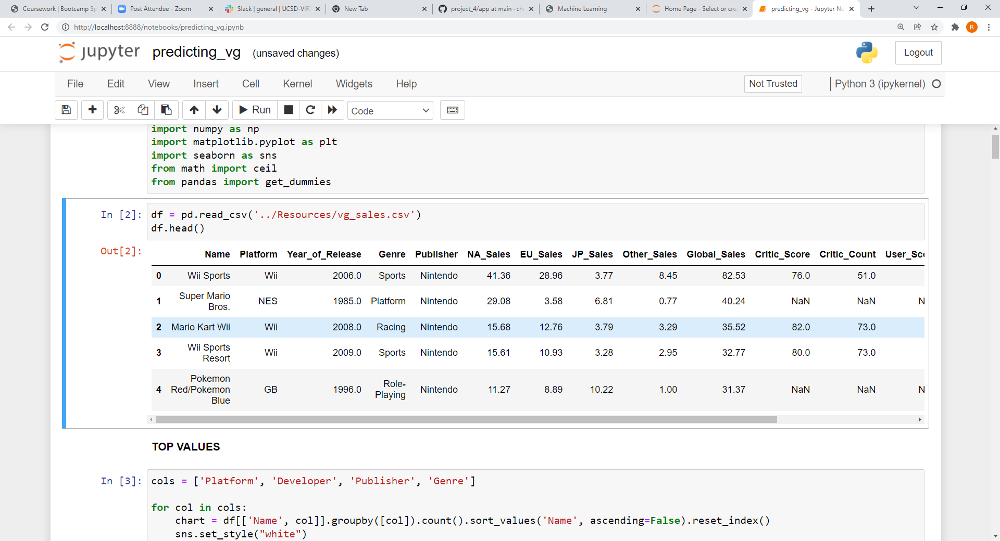 Coursework | Bootcamp Sp
Post Attendee - Zoom
Slack | general | UCSD-VIR
New Tab
project_4/app at main · ch
Machine Learning
Home Page - Select or cre
predicting_vg - Jupyter No
http://localhost:8888/notebooks/predicting_vg.ipynb
R
jupyter predicting_vg (unsaved changes)
Logout
File Edit View Insert Cell Kernel Widgets Help
Not Trusted
Python 3 (ipykernel)
Run
Code
import numpy as np
import matplotlib.pyplot as plt
import seaborn as sns
from math import ceil
from pandas import get_dummies
In [2]: df = pd.read_csv('../Resources/vg_sales.csv')
df.head()
Out[2]:
Name Platform Year_of_Release Genre Publisher NA_Sales EU_Sales JP_Sales Other_Sales Global_Sales Critic_Score Critic_Count User_Sco
0 Wii Sports Wii 2006.0 Sports Nintendo 41.36 28.96 3.77 8.45 82.53 76.0 51.0
1 Super Mario Bros. NES 1985.0 Platform Nintendo 29.08 3.58 6.81 0.77 40.24 NaN NaN N
2 Mario Kart Wii Wii 2008.0 Racing Nintendo 15.68 12.76 3.79 3.29 35.52 82.0 73.0
3 Wii Sports Resort Wii 2009.0 Sports Nintendo 15.61 10.93 3.28 2.95 32.77 80.0 73.0
4 Pokemon Red/Pokemon Blue GB 1996.0 Role-Playing Nintendo 11.27 8.89 10.22 1.00 31.37 NaN NaN N
TOP VALUES
In [3]: cols = ['Platform', 'Developer', 'Publisher', 'Genre']
for col in cols:
chart = df[['Name', col]].groupby([col]).count().sort_values('Name', ascending=False).reset_index()
sns.set_style("white")